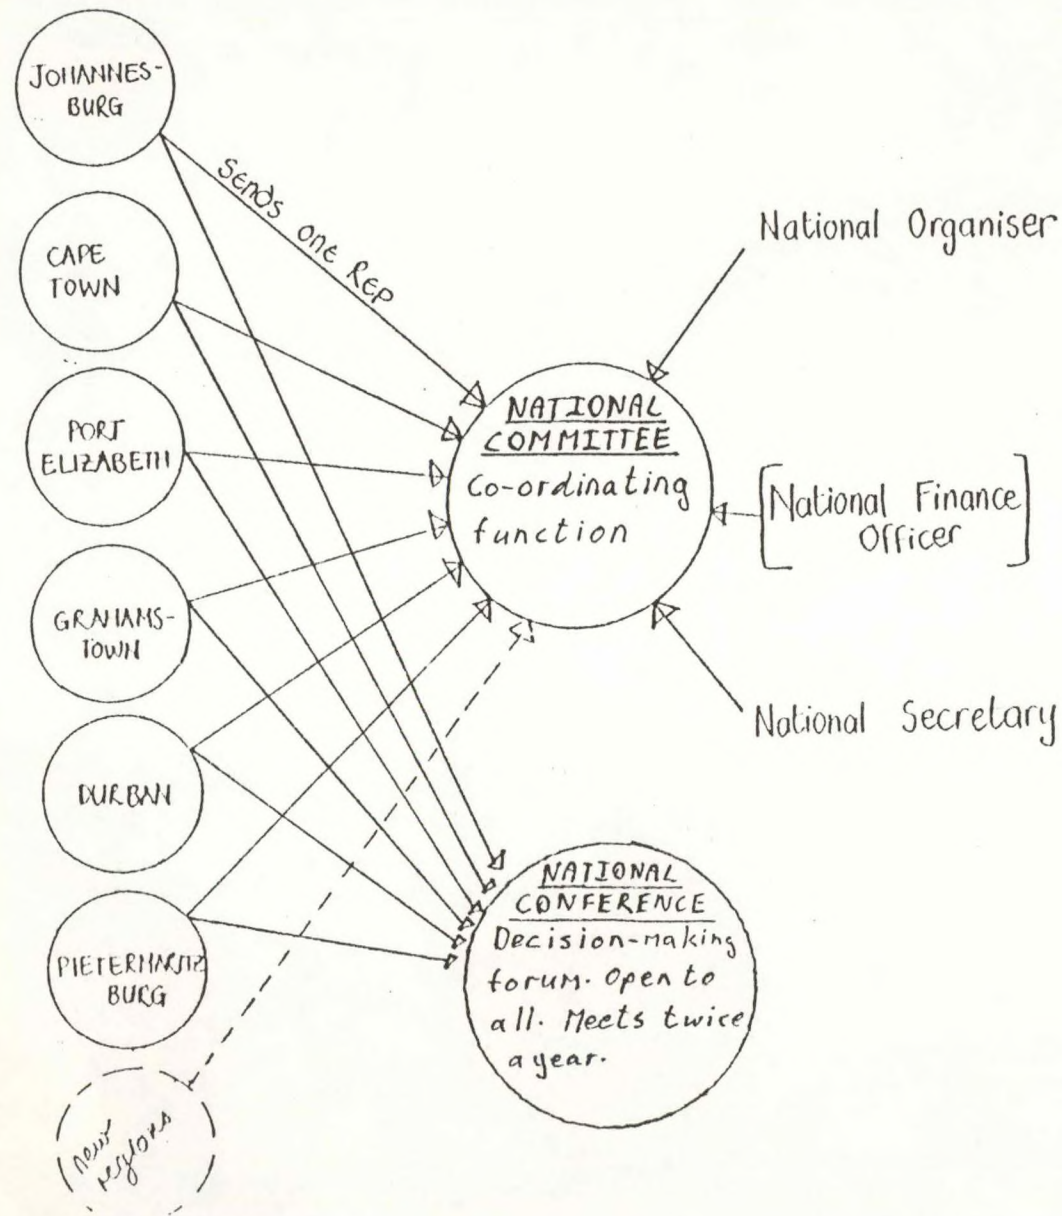 JOHANNES-
BURG
Sends one Rep
CAPE
TOWN
PORT
ELIZABETH
GRAHAMS-
TOWN
DURBAN
PIETERMARITZ
BURG
new
regions
NATIONAL
COMMITTEE
Co-ordinating
function
National Organiser
[National Finance
Officer]
National Secretary
NATIONAL
CONFERENCE
Decision-making
forum. Open to
all. Meets twice
a year.